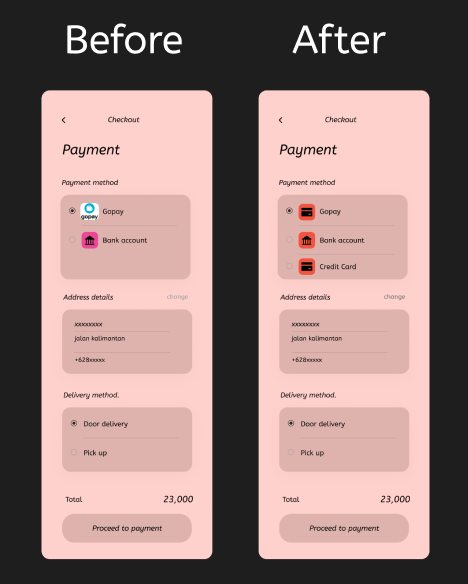 Before
Checkout
Payment
Payment method
gopay
Gopay
Bank account
Address details change
xxxxxxxx
jalan kalimantan
+628xxxxx
Delivery method.
Door delivery
Pick up
Total 23,000
Proceed to payment
After
Checkout
Payment
Payment method
Gopay
Bank account
Credit Card
Address details change
xxxxxxxx
jalan kalimantan
+628xxxxx
Delivery method.
Door delivery
Pick up
Total 23,000
Proceed to payment